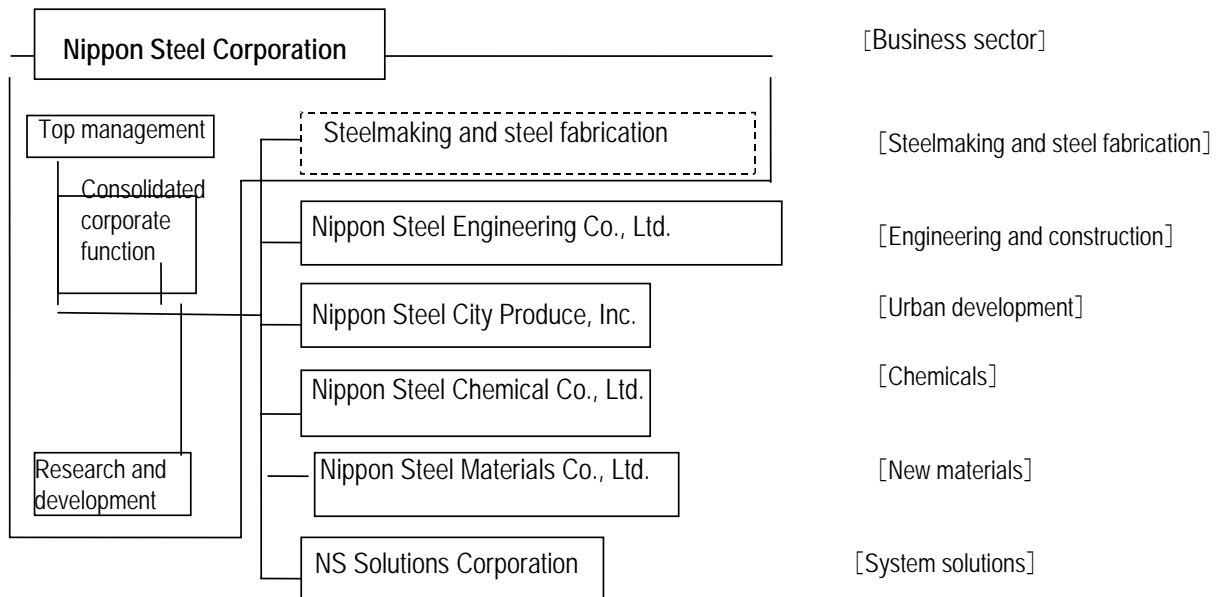 Nippon Steel Corporation
[Business sector]
Top management
Steelmaking and steel fabrication
[Steelmaking and steel fabrication]
Consolidated
corporate
function
Nippon Steel Engineering Co., Ltd.
[Engineering and construction]
Nippon Steel City Produce, Inc.
[Urban development]
Nippon Steel Chemical Co., Ltd.
[Chemicals]
Research and
development
Nippon Steel Materials Co., Ltd.
[New materials]
NS Solutions Corporation
[System solutions]